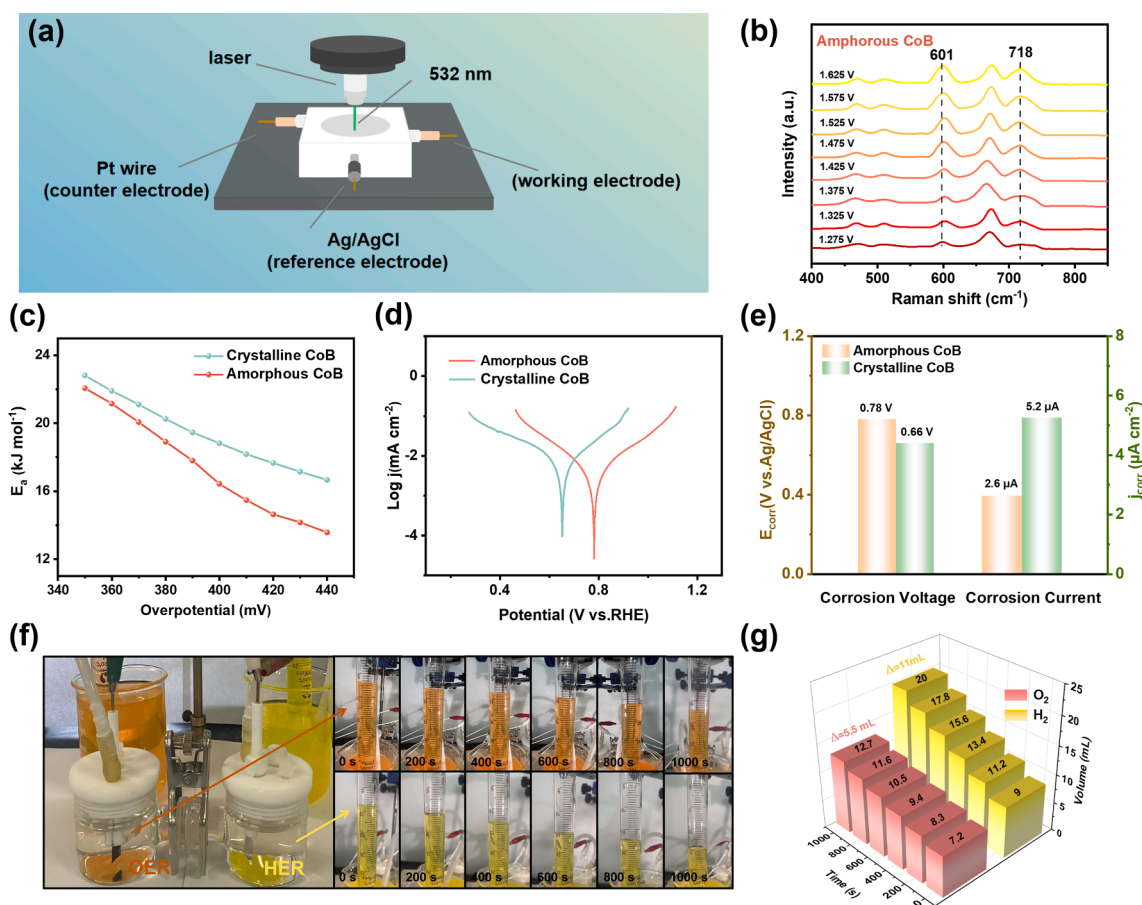 (a)
laser
532 nm
Pt wire
(counter electrode)
(working electrode)
Ag/AgCl
(reference electrode)
(b)
Amphorous CoB
601
718
1.625 V
1.575 V
1.525 V
1.475 V
1.425 V
1.375 V
1.325 V
1.275 V
Intensity (a.u.)
400 500 600 700 800
Raman shift (cm⁻¹)
(c)
Crystalline CoB
Amorphous CoB
24
22
19
16
12
Eₐ (kJ mol⁻¹)
340 360 380 400 420 440
Overpotential (mV)
(d)
Amorphous CoB
Crystalline CoB
0
-2
-4
Log j(mA cm⁻²)
0.4 0.8 1.2
Potential (V vs.RHE)
(e)
Amorphous CoB
Crystalline CoB
1.2
0.8
0.4
0.0
E_corr(V vs.Ag/AgCl)
0.78 V
0.66 V
2.6 μA
5.2 μA
8
6
4
2
0
j_corr(μA cm⁻²)
Corrosion Voltage Corrosion Current
(f)
OER
HER
0 s 200 s 400 s 600 s 800 s 1000 s
0 s 200 s 400 s 600 s 800 s 1000 s
(g)
Δ=11mL
Δ=5.5 mL
O₂
H₂
20
17.8
15.6
13.4
11.2
9
12.7
11.6
10.5
9.4
8.3
7.2
25
20
15
10
5
0
Volume (mL)
1000
800
600
400
200
0
Time (s)